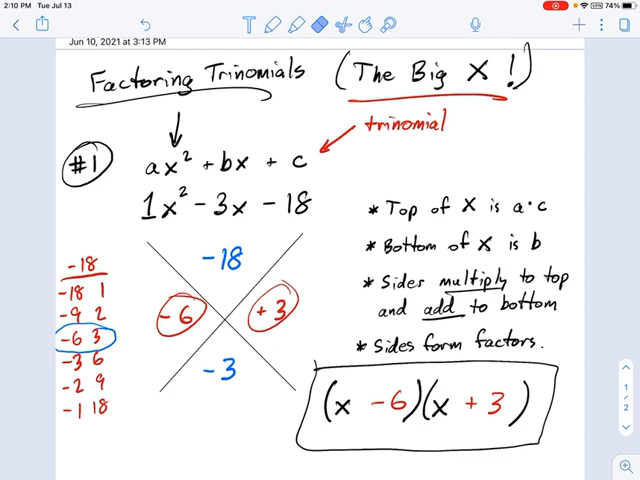 2:10 PM Tue Jul 13
74%
Jun 10, 2021 at 3:13 PM
Factoring Trinomials (The Big X!)
trinomial
#1 ax² + bx + c
1x² - 3x - 18
* Top of X is a·c
* Bottom of X is b
* Sides multiply to top
and add to bottom
* Sides form factors.
-18
-6 +3
-3
-18
-18 1
-9 2
-6 3
-3 6
-2 9
-1 18
(x -6)(x +3)
1
2